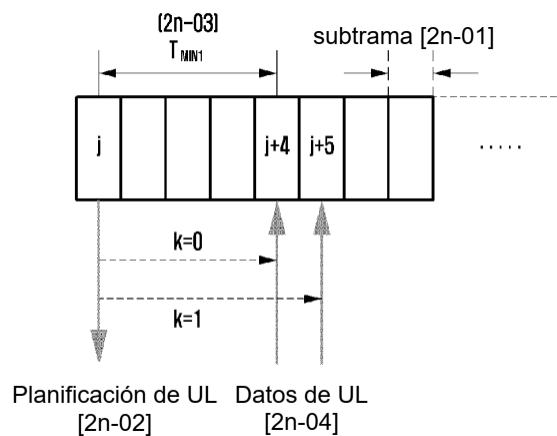 [2n-03]
T MIN1
subtrama [2n-01]
j
j+4
j+5
.....
k=0
k=1
Planificación de UL
[2n-02]
Datos de UL
[2n-04]